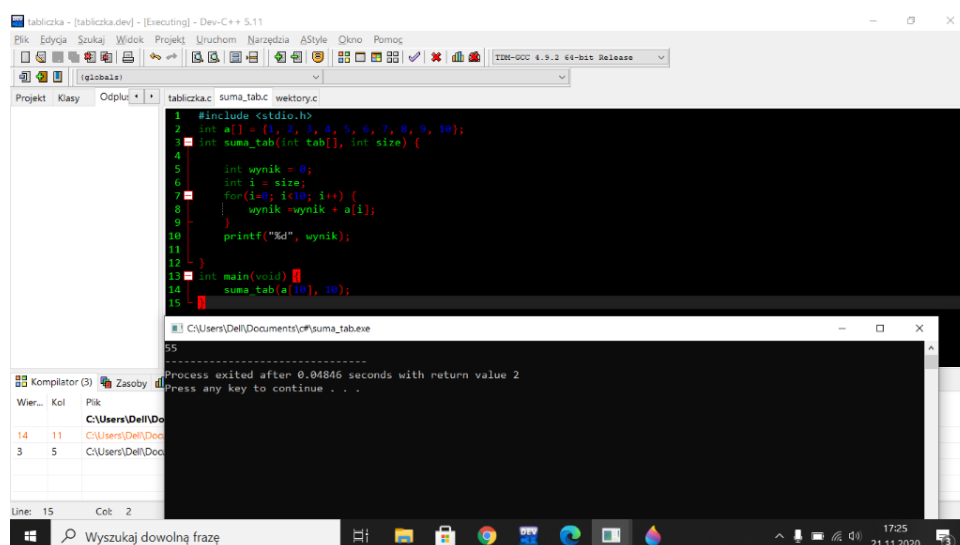 tabliczka - [tabliczka.dev] - [Executing] - Dev-C++ 5.11
Plik Edycja Szukaj Widok Projekt Uruchom Narzędzia AStyle Okno Pomoc
TDM-GCC 4.9.2 64-bit Release
(globals)
Projekt Klasy Odplus tabliczka.c suma_tab.c wektory.c
1 #include <stdio.h>
2 int a[] = {1, 2, 3, 4, 5, 6, 7, 8, 9, 10};
3 int suma_tab(int tab[], int size) {
4
5 int wynik = 0;
6 int i = size;
7 for(i=0; i<10; i++) {
8 wynik =wynik + a[i];
9 }
10 printf("%d", wynik);
11
12 }
13 int main(void) {
14 suma_tab(a[10], 10);
15 }
C:\Users\Dell\Documents\c#\suma_tab.exe
55
--------------------------------
Process exited after 0.04846 seconds with return value 2
Press any key to continue . . .
Kompilator (3) Zasoby
Wier... Kol Plik
C:\Users\Dell\Do
14 11 C:\Users\Dell\Doc
3 5 C:\Users\Dell\Doc
Line: 15 Col: 2
Wyszukaj dowolną frazę
DEV
17:25
21.11.2020
3